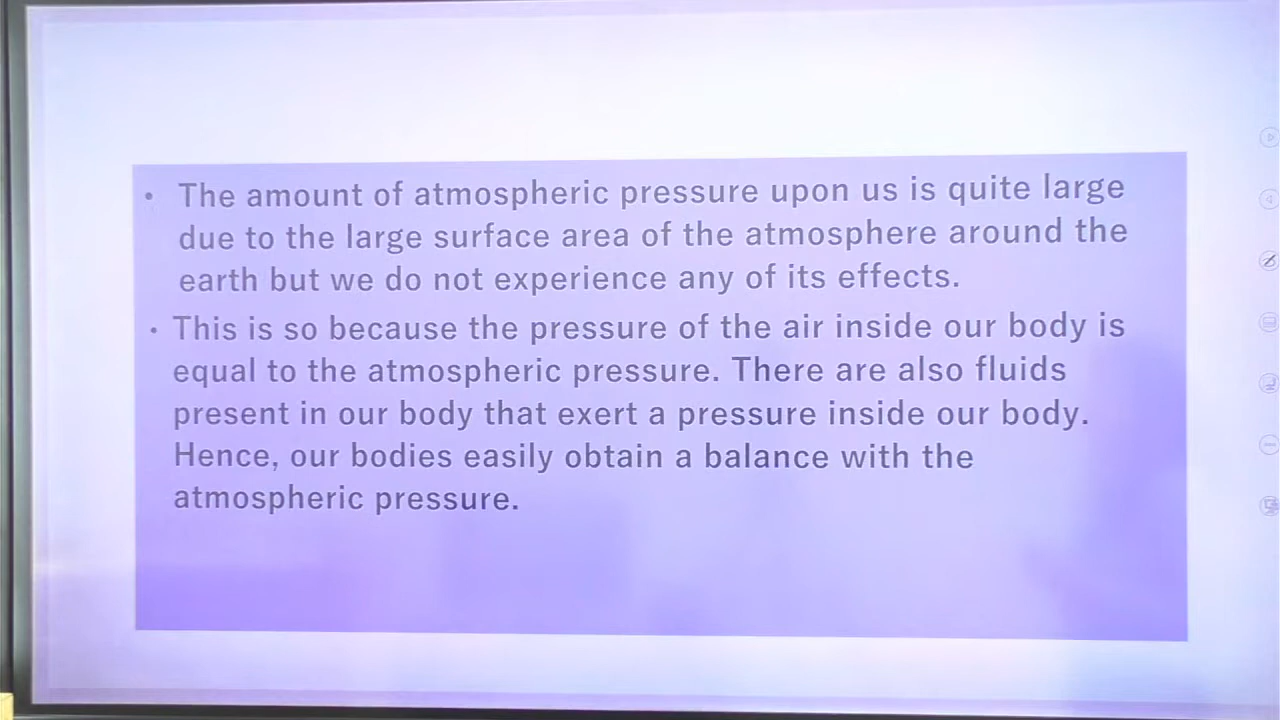 • The amount of atmospheric pressure upon us is quite large
due to the large surface area of the atmosphere around the
earth but we do not experience any of its effects.
• This is so because the pressure of the air inside our body is
equal to the atmospheric pressure. There are also fluids
present in our body that exert a pressure inside our body.
Hence, our bodies easily obtain a balance with the
atmospheric pressure.